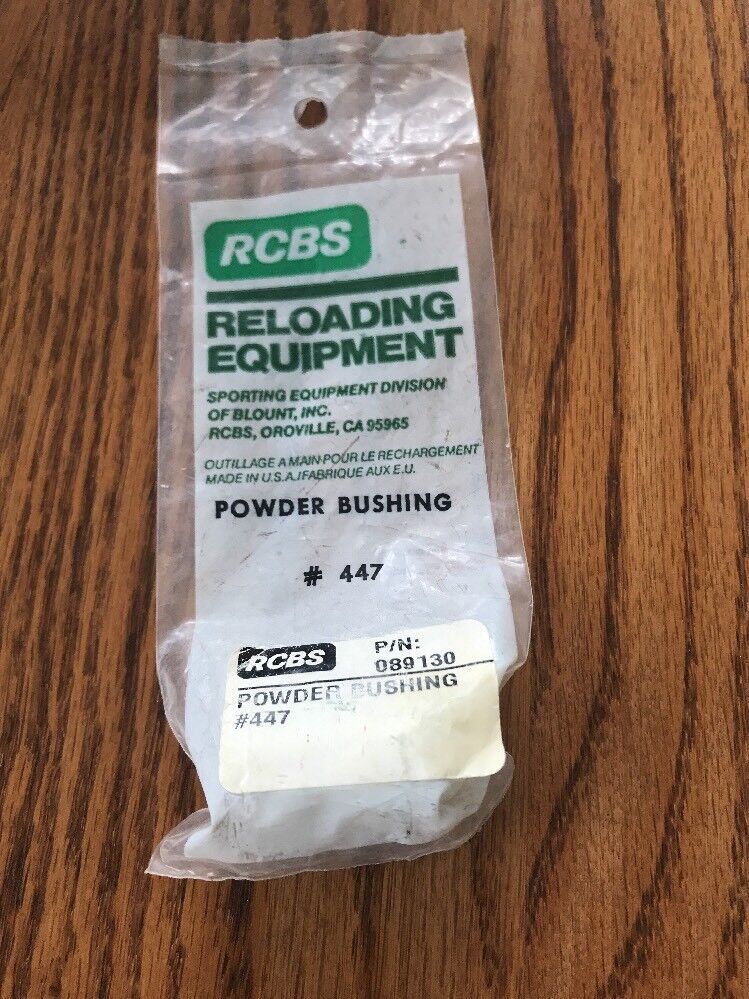 RCBS
RELOADING
EQUIPMENT
SPORTING EQUIPMENT DIVISION
OF BLOUNT, INC.
RCBS, OROVILLE, CA 95965
OUTILLAGE A MAIN POUR LE RECHARGEMENT
MADE IN U.S.A./FABRIQUE AUX E.U.
POWDER BUSHING
# 447
RCBS P/N:
089130
POWDER BUSHING
#447